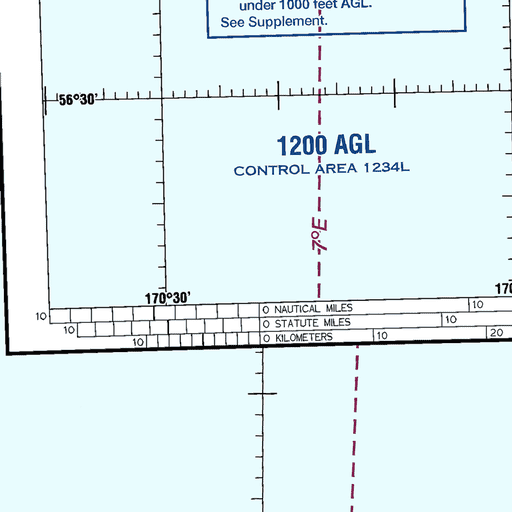 under 1000 feet AGL.
See Supplement.
56°30'
1200 AGL
CONTROL AREA 1234L
7°E
170°30'
170
10 0 NAUTICAL MILES 10
10 0 STATUTE MILES 10
10 0 KILOMETERS 10 20